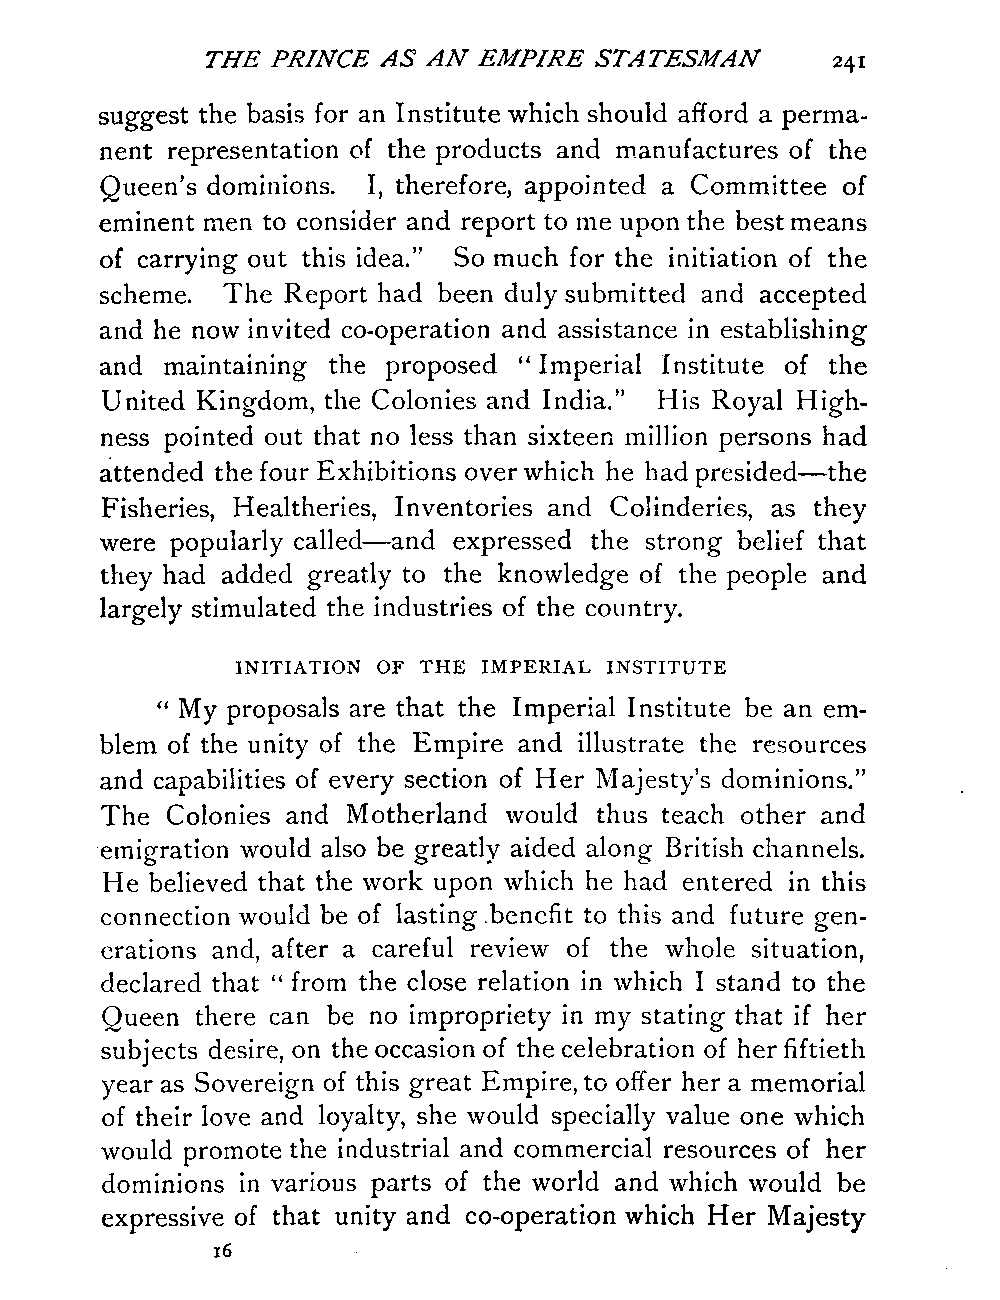 THE PRINCE AS AN EMPIRE STATESMAN 241
suggest the basis for an Institute which should afford a perma-
nent representation of the products and manufactures of the
Queen's dominions. I, therefore, appointed a Committee of
eminent men to consider and report to me upon the best means
of carrying out this idea." So much for the initiation of the
scheme. The Report had been duly submitted and accepted
and he now invited co-operation and assistance in establishing
and maintaining the proposed "Imperial Institute of the
United Kingdom, the Colonies and India." His Royal High-
ness pointed out that no less than sixteen million persons had
attended the four Exhibitions over which he had presided—the
Fisheries, Healtheries, Inventories and Colinderies, as they
were popularly called—and expressed the strong belief that
they had added greatly to the knowledge of the people and
largely stimulated the industries of the country.
INITIATION OF THE IMPERIAL INSTITUTE
"My proposals are that the Imperial Institute be an em-
blem of the unity of the Empire and illustrate the resources
and capabilities of every section of Her Majesty's dominions."
The Colonies and Motherland would thus teach other and
emigration would also be greatly aided along British channels.
He believed that the work upon which he had entered in this
connection would be of lasting benefit to this and future gen-
erations and, after a careful review of the whole situation,
declared that "from the close relation in which I stand to the
Queen there can be no impropriety in my stating that if her
subjects desire, on the occasion of the celebration of her fiftieth
year as Sovereign of this great Empire, to offer her a memorial
of their love and loyalty, she would specially value one which
would promote the industrial and commercial resources of her
dominions in various parts of the world and which would be
expressive of that unity and co-operation which Her Majesty
16